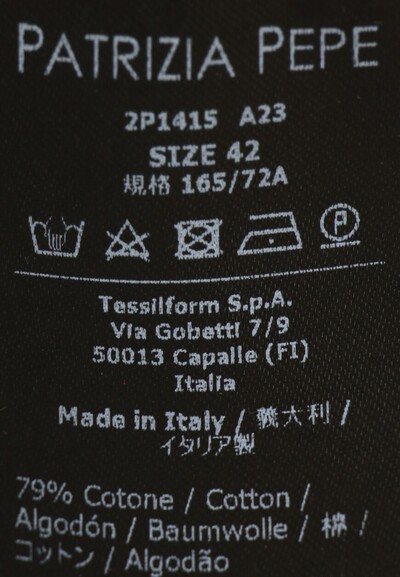 PATRIZIA PEPE
2P1415 A23
SIZE 42
規格 165/72A
P
Tessilform S.p.A.
Via Gobetti 7/9
50013 Capalle (FI)
Italia
Made in Italy / 義大利 /
イタリア製
79% Cotone / Cotton /
Algodón / Baumwolle / 棉 /
コットン / Algodão